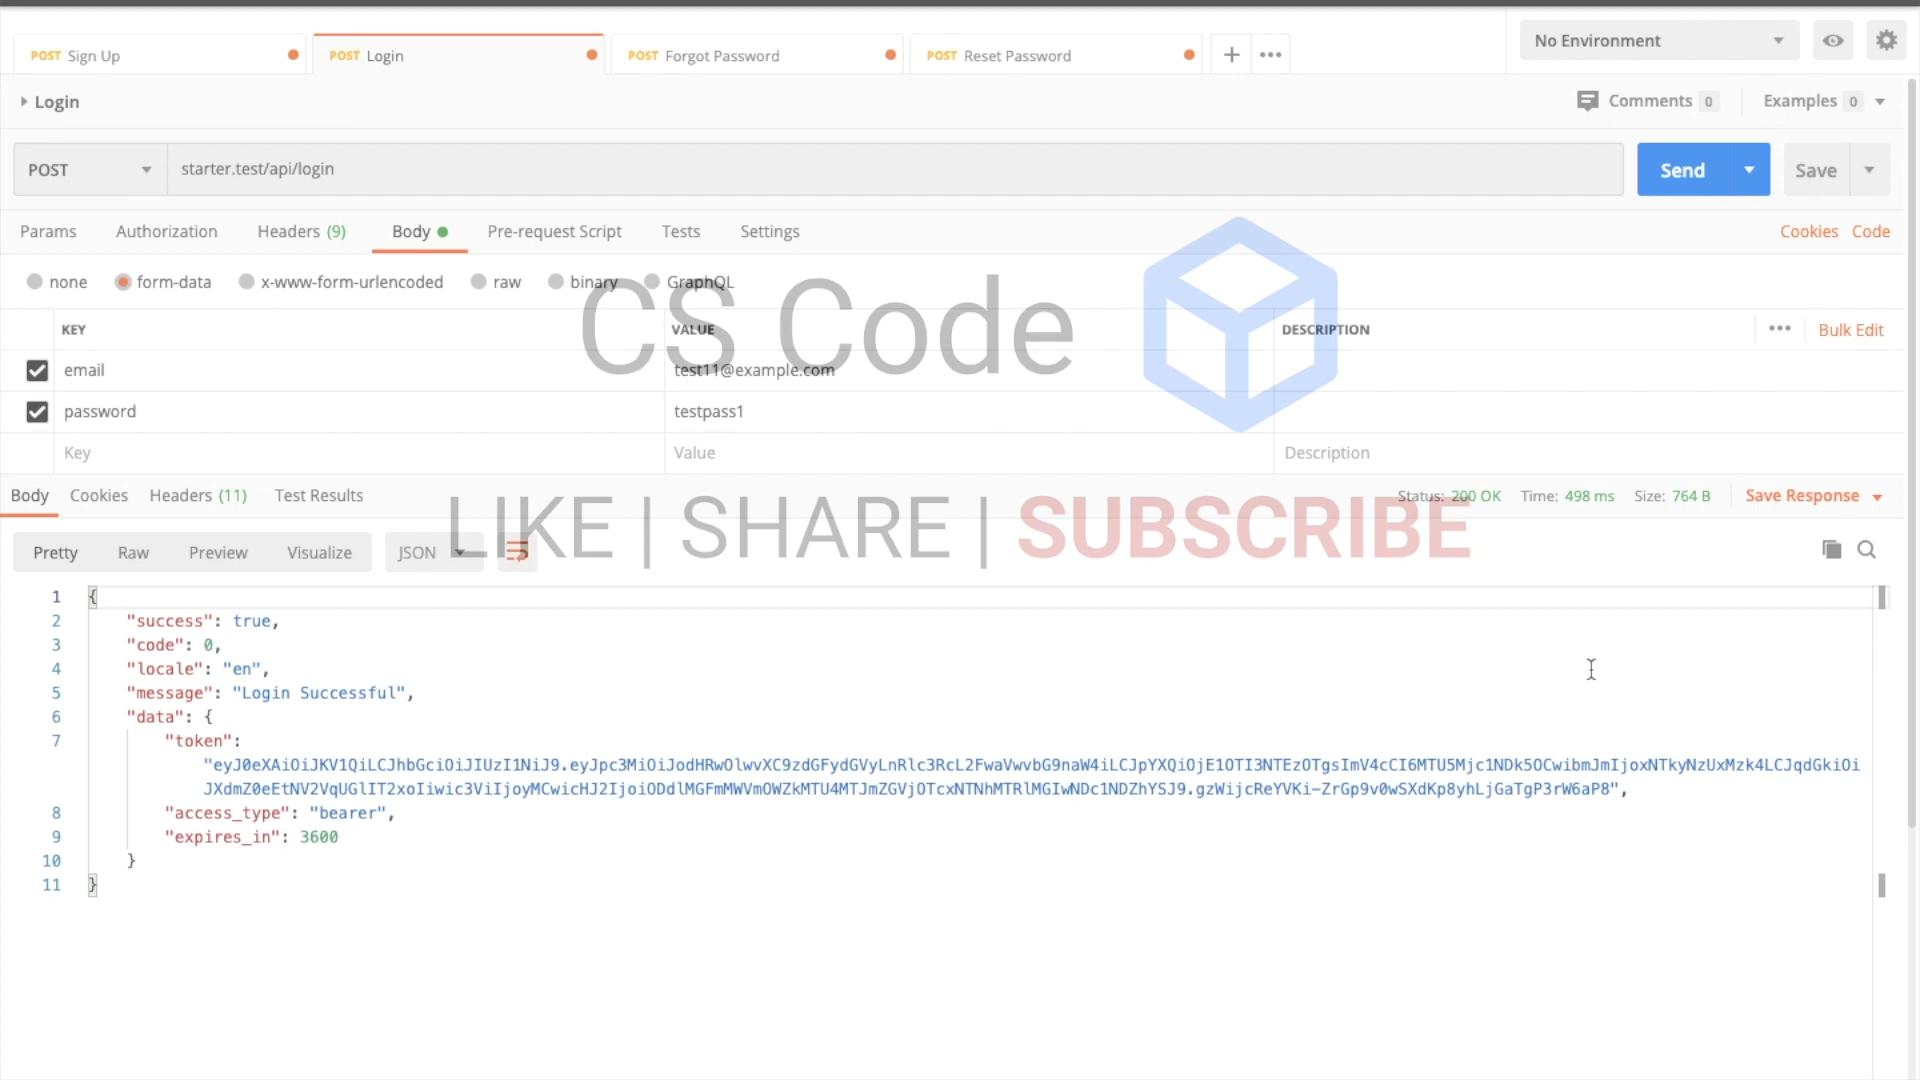 POST Sign Up POST Login POST Forgot Password POST Reset Password + ••• No Environment
Login Comments 0 Examples 0
POST starter.test/api/login Send Save
Params Authorization Headers (9) Body Pre-request Script Tests Settings Cookies Code
none form-data x-www-form-urlencoded raw binary GraphQL
CS Code
KEY VALUE DESCRIPTION ••• Bulk Edit
email test11@example.com
password testpass1
Key Value Description
Body Cookies Headers (11) Test Results Status: 200 OK Time: 498 ms Size: 764 B Save Response
LIKE | SHARE | SUBSCRIBE
Pretty Raw Preview Visualize JSON
1 {
2 "success": true,
3 "code": 0,
4 "locale": "en",
5 "message": "Login Successful",
6 "data": {
7 "token":
"eyJ0eXAiOiJKV1QiLCJhbGciOiJIUzI1NiJ9.eyJpc3MiOiJodHRwOlwvXC9zdGFydGVyLnRlc3RcL2FwaVwvbG9naW4iLCJpYXQiOjE1OTI3NTEzOTgsImV4cCI6MTU5Mjc1NDk5OCwibmJmIjoxNTkyNzUxMzk4LCJqdGkiOi
JXdmZ0eEtNV2VqUGlIT2xoIiwic3ViIjoyMCwicHJ2IjoiODdlMGFmMWVmOWZkMTU4MTJmZGVjOTcxNTNhMTRlMGIwNDc1NDZhYSJ9.gzWijcReYVKi-ZrGp9v0wSXdKp8yhLjGaTgP3rW6aP8",
8 "access_type": "bearer",
9 "expires_in": 3600
10 }
11 }